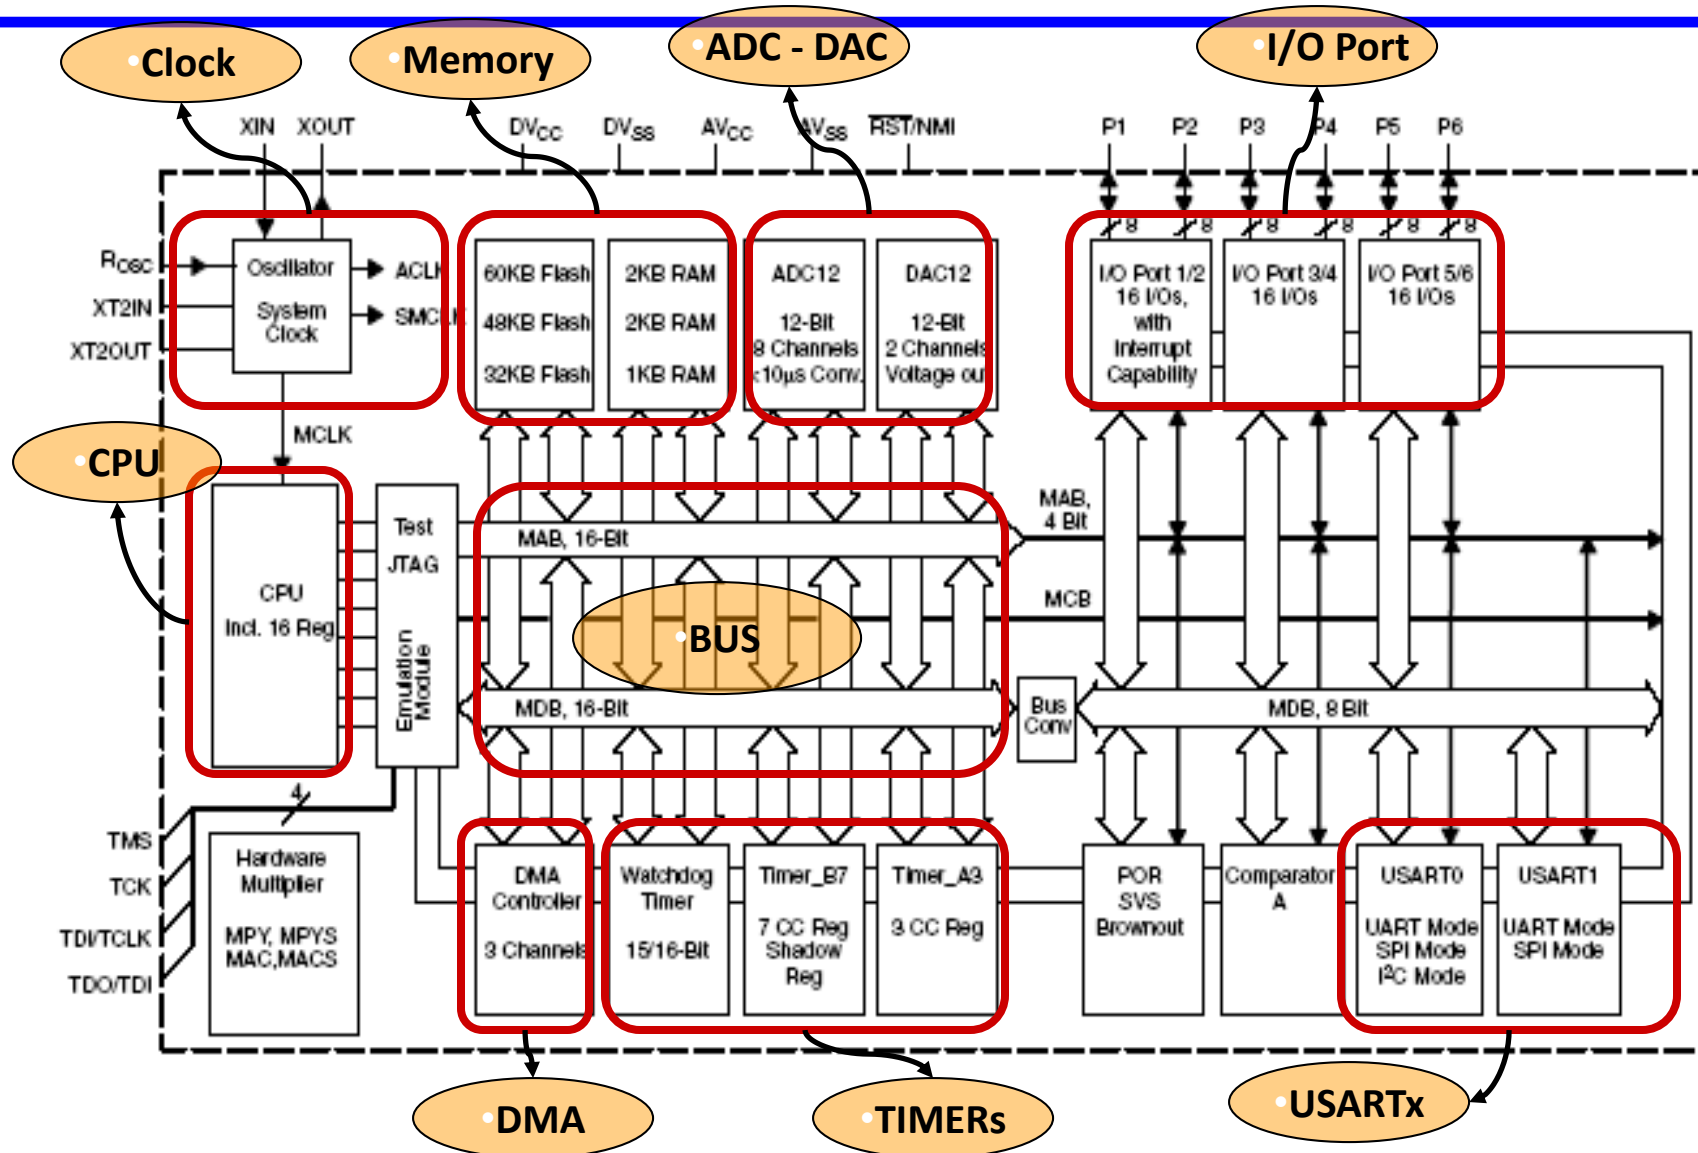 •Clock
•Memory
•ADC - DAC
•I/O Port
XIN XOUT
DVCC DVSS AVCC AVSS RST/NMI
P1 P2 P3 P4 P5 P6
8 8 8 8 8 8
ROSC
XT2IN
XT2OUT
Oscillator
System
Clock
ACLK
SMCLK
60KB Flash
48KB Flash
32KB Flash
2KB RAM
2KB RAM
1KB RAM
ADC12
12-Bit
8 Channels
<10µs Conv.
DAC12
12-Bit
2 Channels
Voltage out
I/O Port 1/2
16 I/Os,
with
Interrupt
Capability
I/O Port 3/4
16 I/Os
I/O Port 5/6
16 I/Os
MCLK
•CPU
CPU
Incl. 16 Reg
Test
JTAG
Emulation
Module
MAB, 16-Bit
MAB,
4 Bit
•BUS
MCB
MDB, 16-Bit
Bus
Conv
MDB, 8 Bit
4
TMS
TCK
TDI/TCLK
TDO/TDI
Hardware
Multiplier
MPY, MPYS
MAC,MACS
DMA
Controller
3 Channels
Watchdog
Timer
15/16-Bit
Timer_B7
7 CC Reg
Shadow
Reg
Timer_A3
3 CC Reg
POR
SVS
Brownout
Comparator
A
USART0
UART Mode
SPI Mode
I²C Mode
USART1
UART Mode
SPI Mode
•DMA
•TIMERs
•USARTx